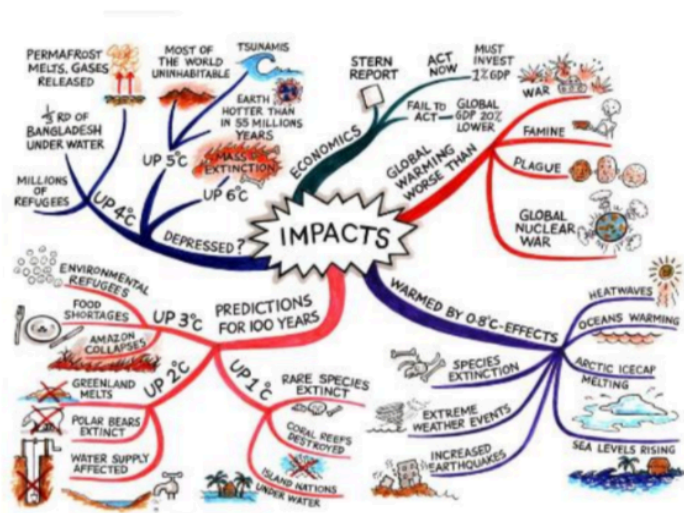 IMPACTS
ECONOMICS
STERN
REPORT
ACT
NOW
MUST
INVEST
1% GDP
FAIL TO
ACT
GLOBAL
GDP 20%
LOWER
GLOBAL
WARMING
WORSE THAN
WAR
FAMINE
PLAGUE
GLOBAL
NUCLEAR
WAR
WARMED BY 0.8°C-EFFECTS
HEATWAVES
OCEANS WARMING
ARCTIC ICECAP
MELTING
SEA LEVELS RISING
SPECIES
EXTINCTION
EXTREME
WEATHER EVENTS
INCREASED
EARTHQUAKES
PREDICTIONS
FOR 100 YEARS
UP 1°C
RARE SPECIES
EXTINCT
CORAL REEFS
DESTROYED
ISLAND NATIONS
UNDER WATER
UP 2°C
GREENLAND
MELTS
POLAR BEARS
EXTINCT
WATER SUPPLY
AFFECTED
UP 3°C
ENVIRONMENTAL
REFUGEES
FOOD
SHORTAGES
AMAZON
COLLAPSES
DEPRESSED?
UP 4°C
MILLIONS
OF
REFUGEES
⅓ RD OF
BANGLADESH
UNDER WATER
PERMAFROST
MELTS, GASES
RELEASED
UP 5°C
MOST OF
THE WORLD
UNINHABITABLE
TSUNAMIS
EARTH
HOTTER THAN
IN 55 MILLIONS
YEARS
UP 6°C
MASS
EXTINCTION